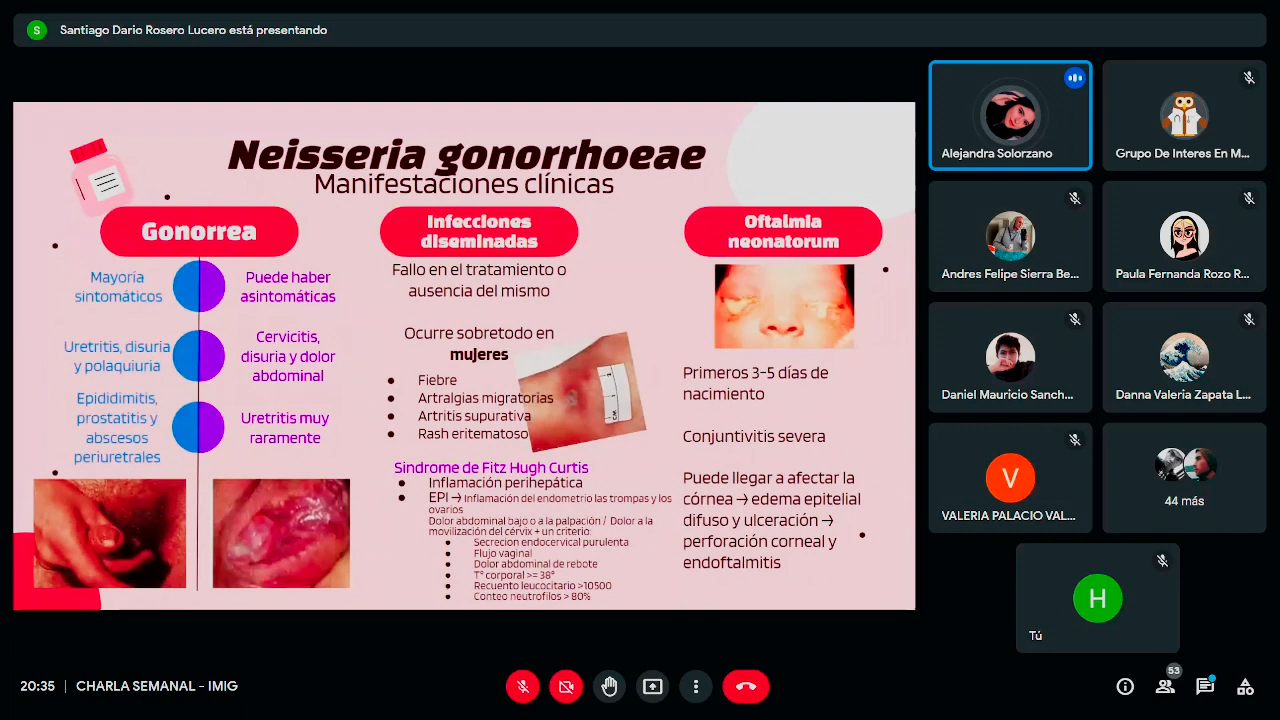 S
Santiago Dario Rosero Lucero está presentando
Neisseria gonorrhoeae
Manifestaciones clínicas
Gonorrea
Mayoría
sintomáticos
Puede haber
asintomáticas
Uretritis, disuria
y polaquiuria
Cervicitis,
disuria y dolor
abdominal
Epididimitis,
prostatitis y
abscesos
periuretrales
Uretritis muy
raramente
Infecciones
diseminadas
Fallo en el tratamiento o
ausencia del mismo
Ocurre sobretodo en
mujeres
● Fiebre
● Artralgias migratorias
● Artritis supurativa
● Rash eritematoso
CM
Sindrome de Fitz Hugh Curtis
● Inflamación perihepática
● EPI → Inflamación del endometrio las trompas y los
ovarios
Dolor abdominal bajo o a la palpación / Dolor a la
movilización del cérvix + un criterio:
● Secrecion endocervical purulenta
● Flujo vaginal
● Dolor abdominal de rebote
● T° corporal >= 38°
● Recuento leucocitario >10500
● Conteo neutrofilos > 80%
Oftalmia
neonatorum
Primeros 3-5 días de
nacimiento
Conjuntivitis severa
Puede llegar a afectar la
córnea → edema epitelial
difuso y ulceración →
perforación corneal y
endoftalmitis
Alejandra Solorzano
Grupo De Interes En M...
Andres Felipe Sierra Be...
Paula Fernanda Rozo R...
Daniel Mauricio Sanch...
Danna Valeria Zapata L...
V
VALERIA PALACIO VAL...
44 más
H
Tú
20:35 | CHARLA SEMANAL - IMIG
53